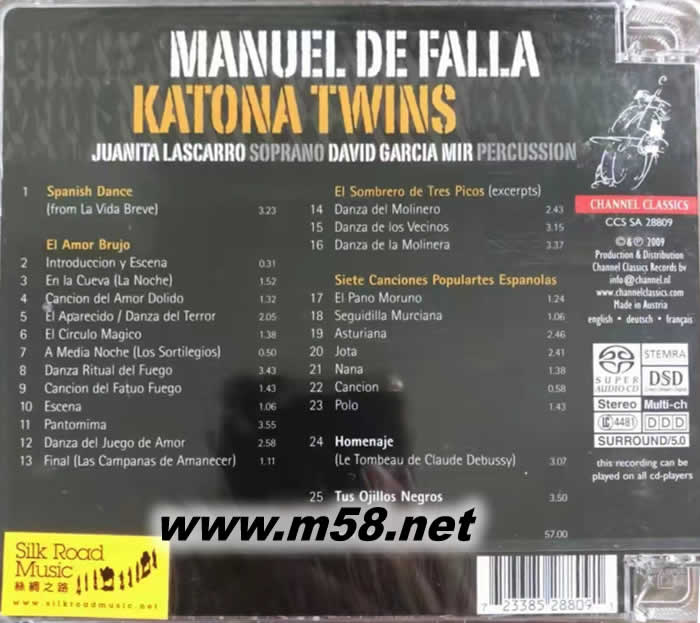 MANUEL DE FALLA
KATONA TWINS
JUANITA LASCARRO SOPRANO DAVID GARCIA MIR PERCUSSION
1 Spanish Dance
(from La Vida Breve) 3.23
El Amor Brujo
2 Introduccion y Escena 0.31
3 En la Cueva (La Noche) 1.52
4 Cancion del Amor Dolido 1.32
5 El Aparecido / Danza del Terror 2.05
6 El Circulo Magico 1.38
7 A Media Noche (Los Sortilegios) 0.50
8 Danza Ritual del Fuego 3.43
9 Cancion del Fatuo Fuego 1.43
10 Escena 1.06
11 Pantomima 3.55
12 Danza del Juego de Amor 2.58
13 Final (Las Campanas de Amanecer) 1.11
El Sombrero de Tres Picos (excerpts)
14 Danza del Molinero 2.43
15 Danza de los Vecinos 3.15
16 Danza de la Molinera 3.37
Siete Canciones Populartes Espanolas
17 El Pano Moruno 1.24
18 Seguidilla Murciana 1.06
19 Asturiana 2.46
20 Jota 2.41
21 Nana 1.38
22 Cancion 0.58
23 Polo 1.43
24 Homenaje
(Le Tombeau de Claude Debussy) 3.07
25 Tus Ojillos Negros 3.50
57.00
CHANNEL CLASSICS
CCS SA 28809
©&℗ 2009
Production & Distribution
Channel Classics Records bv
info@channel.nl
www.channelclassics.com
Made in Austria
english • deutsch • français
SUPER AUDIO CD
STEMRA
DSD
Stereo Multi-ch
LC 4481 DDD
SURROUND/5.0
this recording can be
played on all cd-players
www.m58.net
Silk Road
Music
絲綢之路
www.silkroadmusic.net
7 23385 28809 1